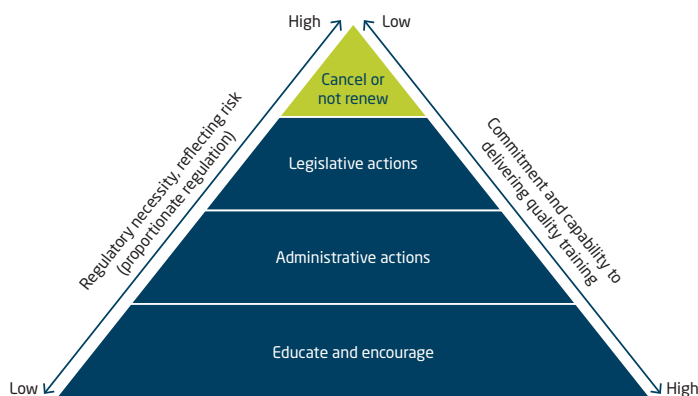 High
Low
Cancel or
not renew
Regulatory necessity, reflecting risk
(proportionate regulation)
Commitment and capability to
delivering quality training
Legislative actions
Administrative actions
Educate and encourage
Low
High